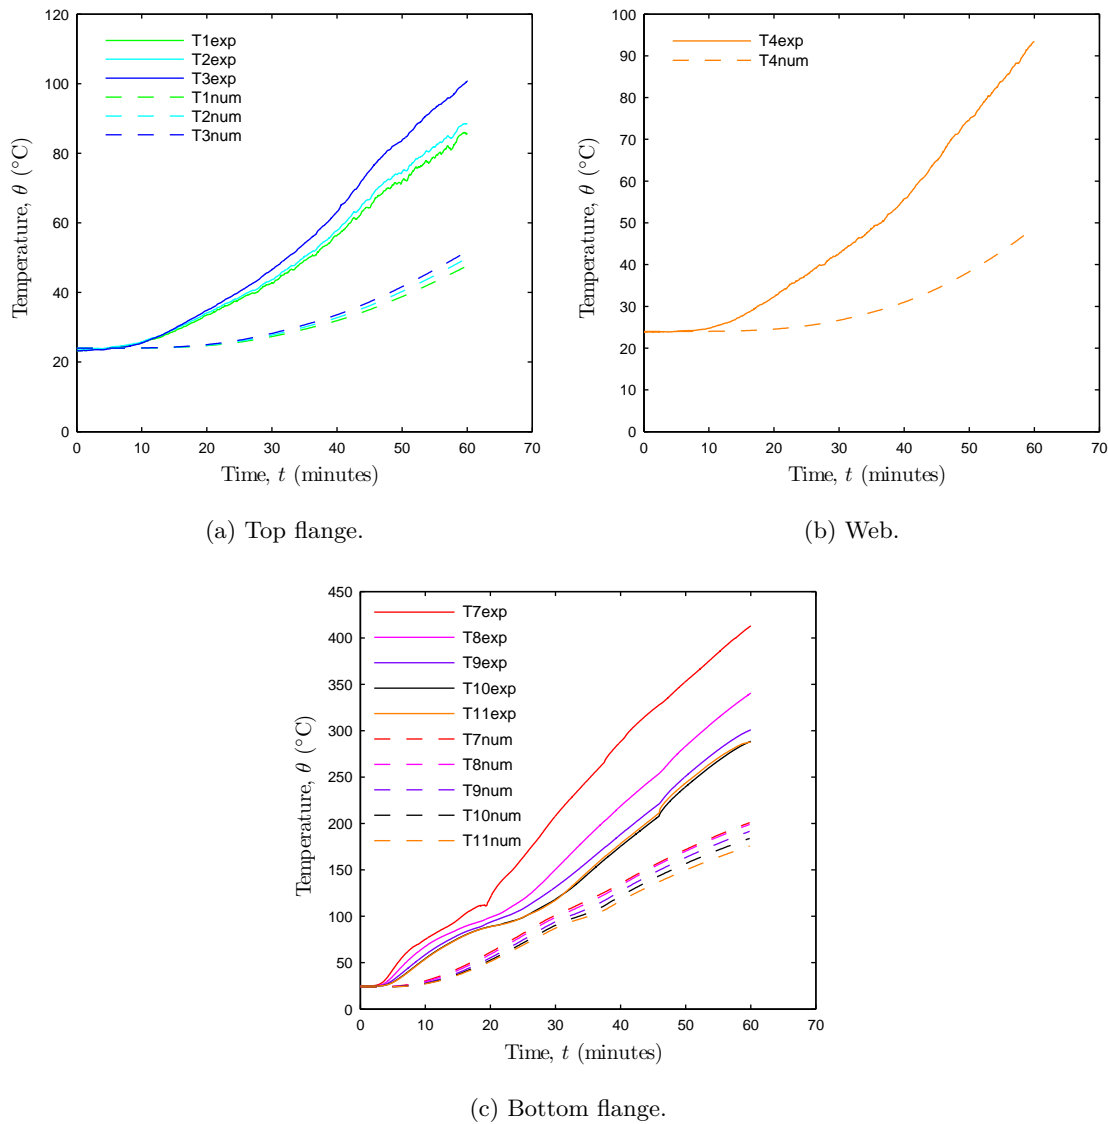 120
100
80
60
40
20
0
0 10 20 30 40 50 60 70
Temperature, θ (°C)
Time, t (minutes)
T1exp
T2exp
T3exp
T1num
T2num
T3num
(a) Top flange.
100
90
80
70
60
50
40
30
20
10
0
0 10 20 30 40 50 60 70
Temperature, θ (°C)
Time, t (minutes)
T4exp
T4num
(b) Web.
450
400
350
300
250
200
150
100
50
0
0 10 20 30 40 50 60 70
Temperature, θ (°C)
Time, t (minutes)
T7exp
T8exp
T9exp
T10exp
T11exp
T7num
T8num
T9num
T10num
T11num
(c) Bottom flange.